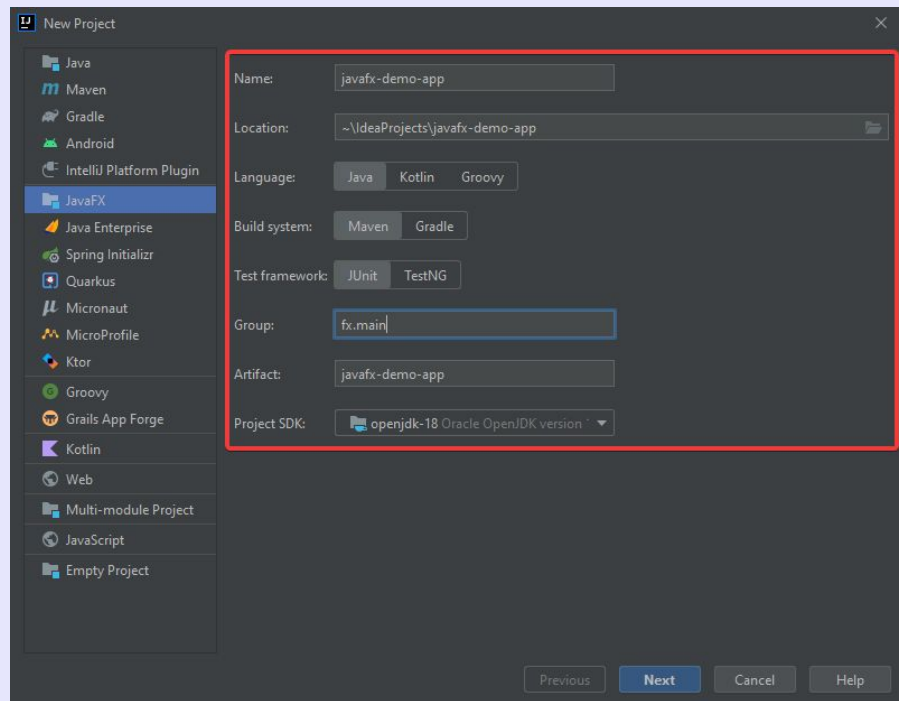 IJ New Project
Java
Maven
Gradle
Android
IntelliJ Platform Plugin
JavaFX
Java Enterprise
Spring Initializr
Quarkus
Micronaut
MicroProfile
Ktor
Groovy
Grails App Forge
Kotlin
Web
Multi-module Project
JavaScript
Empty Project
Name: javafx-demo-app
Location: ~\IdeaProjects\javafx-demo-app
Language: Java Kotlin Groovy
Build system: Maven Gradle
Test framework: JUnit TestNG
Group: fx.main
Artifact: javafx-demo-app
Project SDK: openjdk-18 Oracle OpenJDK version
Previous Next Cancel Help